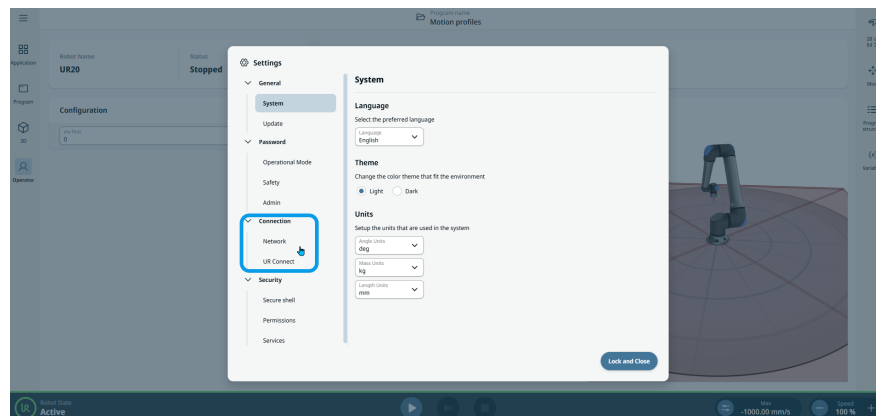 Program name
Motion profiles
Application
Program
3D
Operator
Robot Name
UR20
Status
Stopped
Configuration
my first
0
Settings
General
System
Update
Password
Operational Mode
Safety
Admin
Connection
Network
UR Connect
Security
Secure shell
Permissions
Services
System
Language
Select the preferred language
Language
English
Theme
Change the color theme that fit the environment
Light
Dark
Units
Setup the units that are used in the system
Angle Units
deg
Mass Units
kg
Length Units
mm
Lock and Close
Robot State
Active
Max
-1000.00 mm/s
Speed
100 %